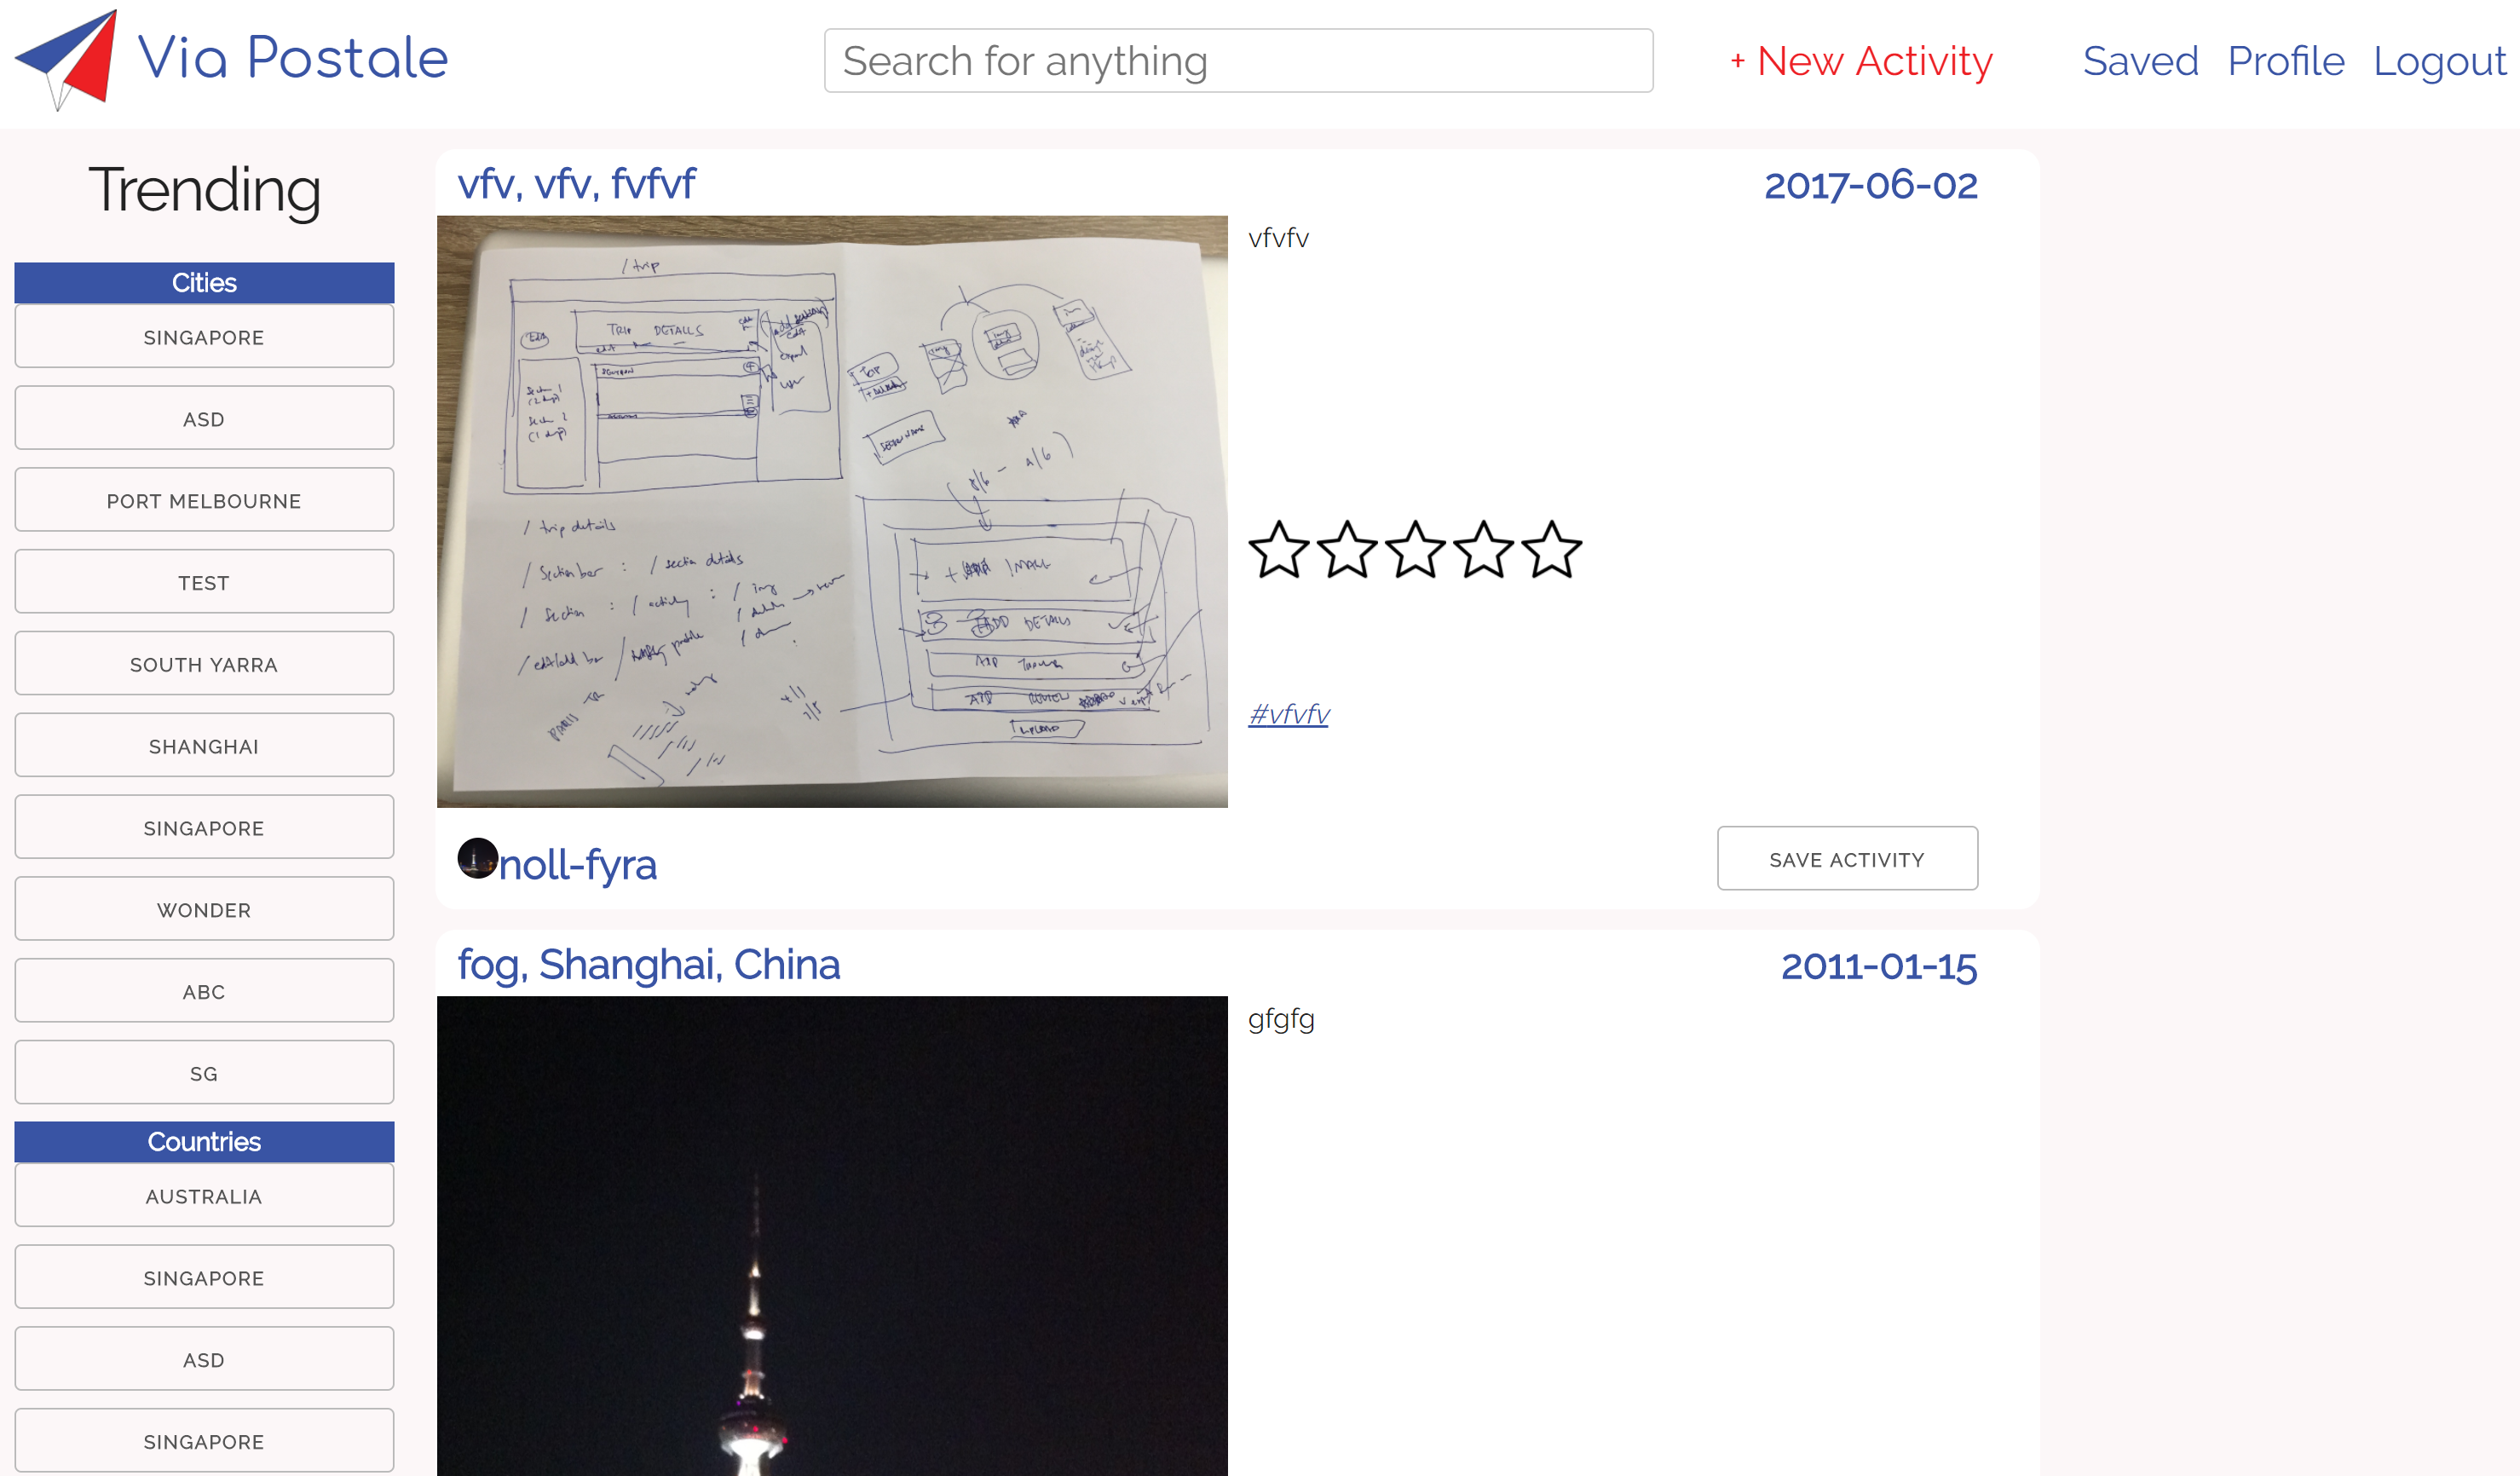 Via Postale
Search for anything
+ New Activity
Saved Profile Logout
Trending
Cities
SINGAPORE
ASD
PORT MELBOURNE
TEST
SOUTH YARRA
SHANGHAI
SINGAPORE
WONDER
ABC
SG
Countries
AUSTRALIA
SINGAPORE
ASD
SINGAPORE
vfv, vfv, fvfvf
2017-06-02
/ trip
TRIP DETAILS
/ trip details
/ Section bar : / section details
/ Section : / activity : / img
ADD DETAILS
UPLOAD
vfvfv
#vfvfv
noll-fyra
SAVE ACTIVITY
fog, Shanghai, China
2011-01-15
gfgfg